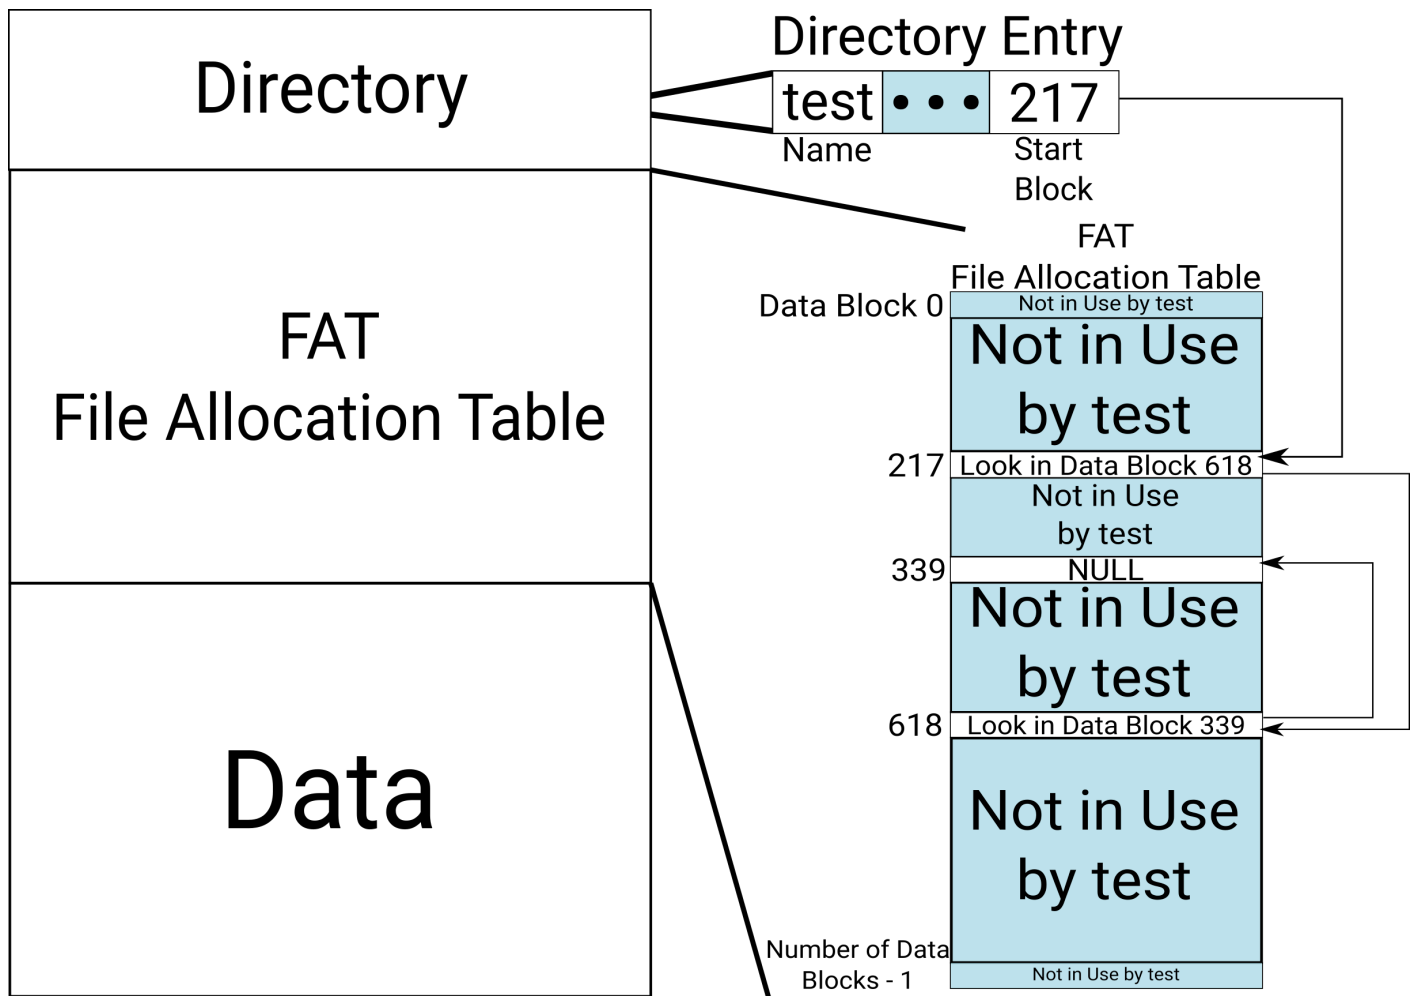 Directory
FAT
File Allocation Table
Data
Directory Entry
test • • • 217
Name
Start
Block
FAT
File Allocation Table
Data Block 0
Not in Use by test
Not in Use
by test
217
Look in Data Block 618
Not in Use
by test
339
NULL
Not in Use
by test
618
Look in Data Block 339
Not in Use
by test
Number of Data
Blocks - 1
Not in Use by test